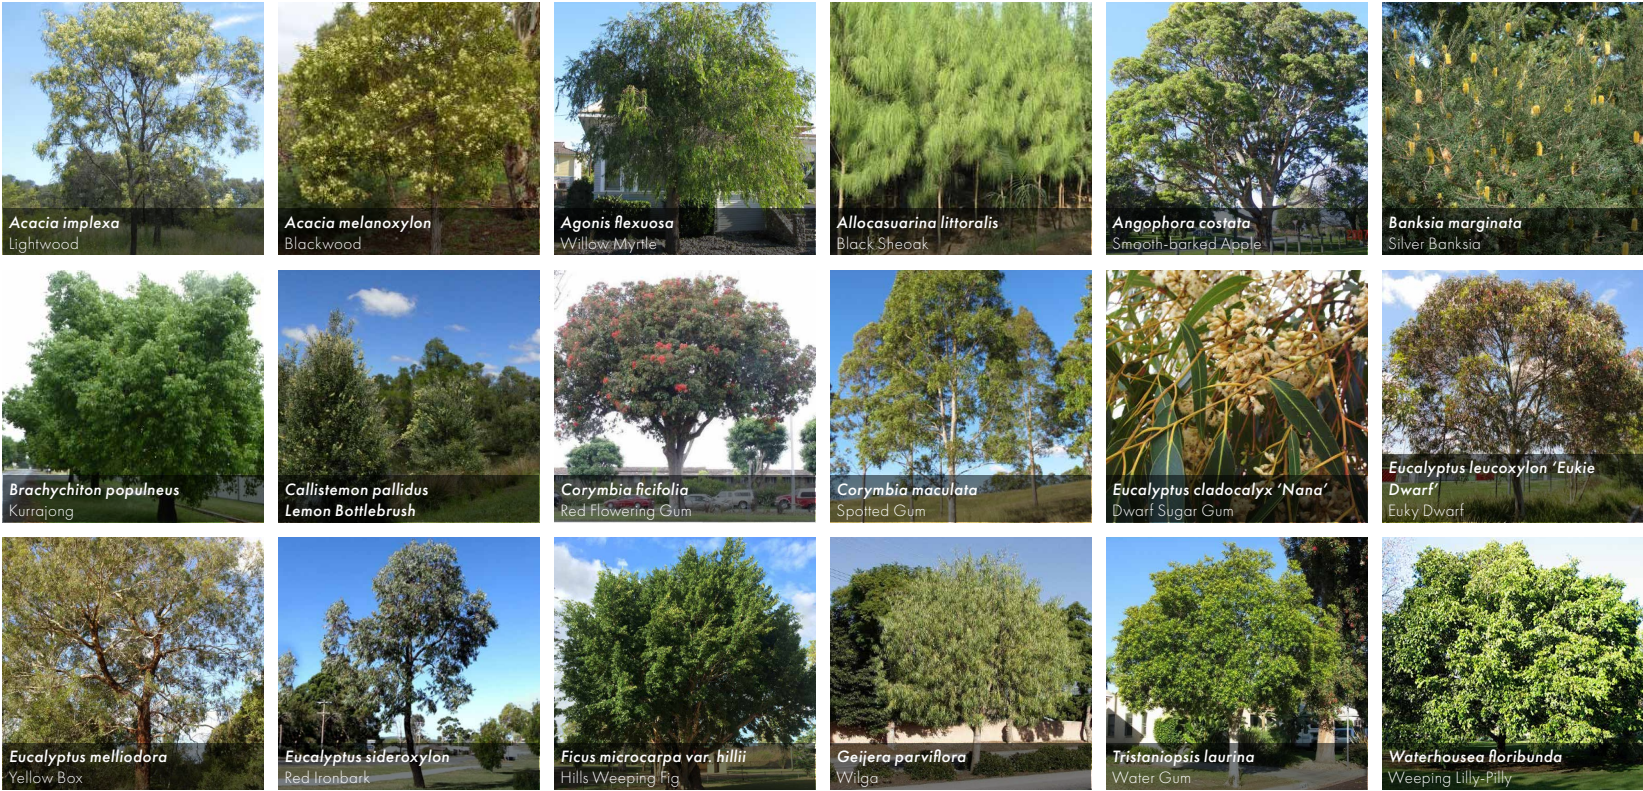 Acacia implexa
Lightwood
Acacia melanoxylon
Blackwood
Agonis flexuosa
Willow Myrtle
Allocasuarina littoralis
Black Sheoak
Angophora costata
Smooth-barked Apple
Banksia marginata
Silver Banksia
Brachychiton populneus
Kurrajong
Callistemon pallidus
Lemon Bottlebrush
Corymbia ficifolia
Red Flowering Gum
Corymbia maculata
Spotted Gum
Eucalyptus cladocalyx ‘Nana’
Dwarf Sugar Gum
Eucalyptus leucoxylon ‘Eukie
Dwarf’
Euky Dwarf
Eucalyptus melliodora
Yellow Box
Eucalyptus sideroxylon
Red Ironbark
Ficus microcarpa var. hillii
Hills Weeping Fig
Geijera parviflora
Wilga
Tristaniopsis laurina
Water Gum
Waterhousea floribunda
Weeping Lilly-Pilly